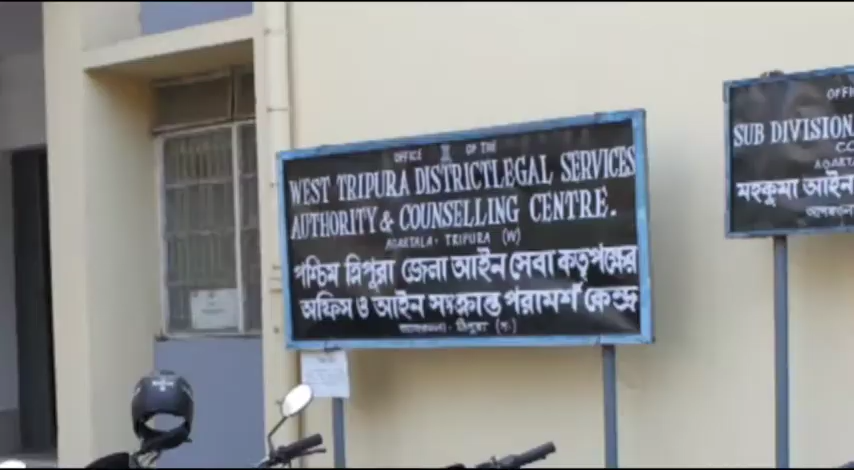 OFFICE OF THE
WEST TRIPURA DISTRICTLEGAL SERVICES
AUTHORITY & COUNSELLING CENTRE.
AGARTALA. TRIPURA (W)
পশ্চিম ত্রিপুরা জেলা আইন সেবা কতৃপক্ষের
অফিস ও আইন সংক্রান্ত পরামর্শ কেন্দ্র
আগরতলা. ত্রিপুরা (প.)
SUB DIVISION
মহকুমা আইন